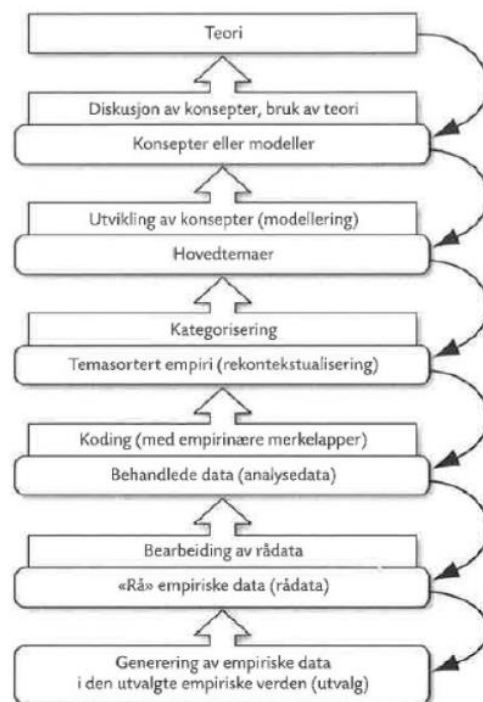 Teori
Diskusjon av konsepter, bruk av teori
Konsepter eller modeller
Utvikling av konsepter (modellering)
Hovedtemaer
Kategorisering
Temasortert empiri (rekontekstualisering)
Koding (med empirinære merkelapper)
Behandlede data (analysedata)
Bearbeiding av rådata
«Rå» empiriske data (rådata)
Generering av empiriske data
i den utvalgte empiriske verden (utvalg)